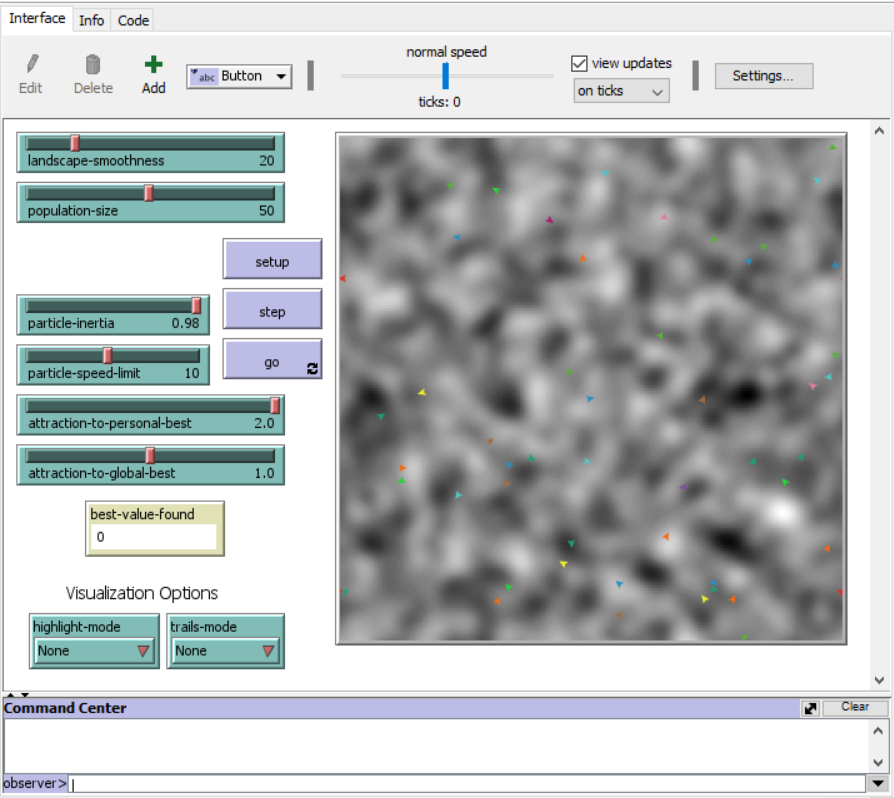 Interface Info Code
normal speed
view updates
Edit Delete Add abc Button on ticks Settings...
ticks: 0
landscape-smoothness 20
population-size 50
setup
particle-inertia 0.98
step
particle-speed-limit 10
go
attraction-to-personal-best 2.0
attraction-to-global-best 1.0
best-value-found
0
Visualization Options
highlight-mode trails-mode
None None
Command Center Clear
observer>